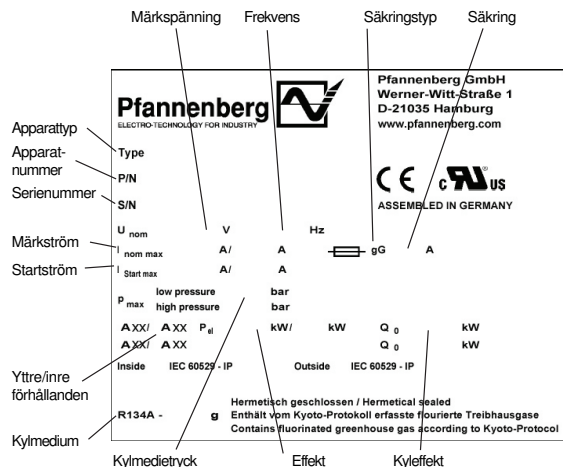 Märkspänning Frekvens Säkringstyp Säkring
Pfannenberg
ELECTRO-TECHNOLOGY FOR INDUSTRY
Pfannenberg GmbH
Werner-Witt-Straße 1
D-21035 Hamburg
www.pfannenberg.com
Apparattyp
Type
Apparat-
nummer
P/N
CE c RU US
Serienummer
S/N
ASSEMBLED IN GERMANY
U nom V Hz
Märkström
I nom max A/ A gG A
Startström
I Start max A/ A
p max low pressure bar
high pressure bar
A XX/ A XX P el kW/ kW Q 0 kW
A XX/ A XX Q 0 kW
Yttre/inre
förhållanden
Inside IEC 60529 - IP Outside IEC 60529 - IP
Hermetisch geschlossen / Hermetical sealed
R134A - g Enthält vom Kyoto-Protokoll erfasste flourierte Treibhausgase
Contains fluorinated greenhouse gas according to Kyoto-Protocol
Kylmedium
Kylmedietryck Effekt Kyleffekt